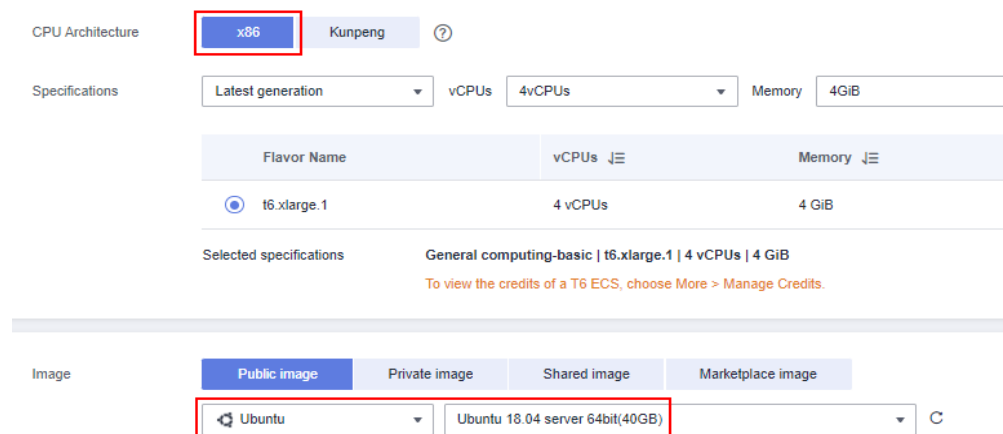 CPU Architecture x86 Kunpeng ?
Specifications Latest generation vCPUs 4vCPUs Memory 4GiB
Flavor Name vCPUs Memory
t6.xlarge.1 4 vCPUs 4 GiB
Selected specifications General computing-basic | t6.xlarge.1 | 4 vCPUs | 4 GiB
To view the credits of a T6 ECS, choose More > Manage Credits.
Image Public image Private image Shared image Marketplace image
Ubuntu Ubuntu 18.04 server 64bit(40GB)